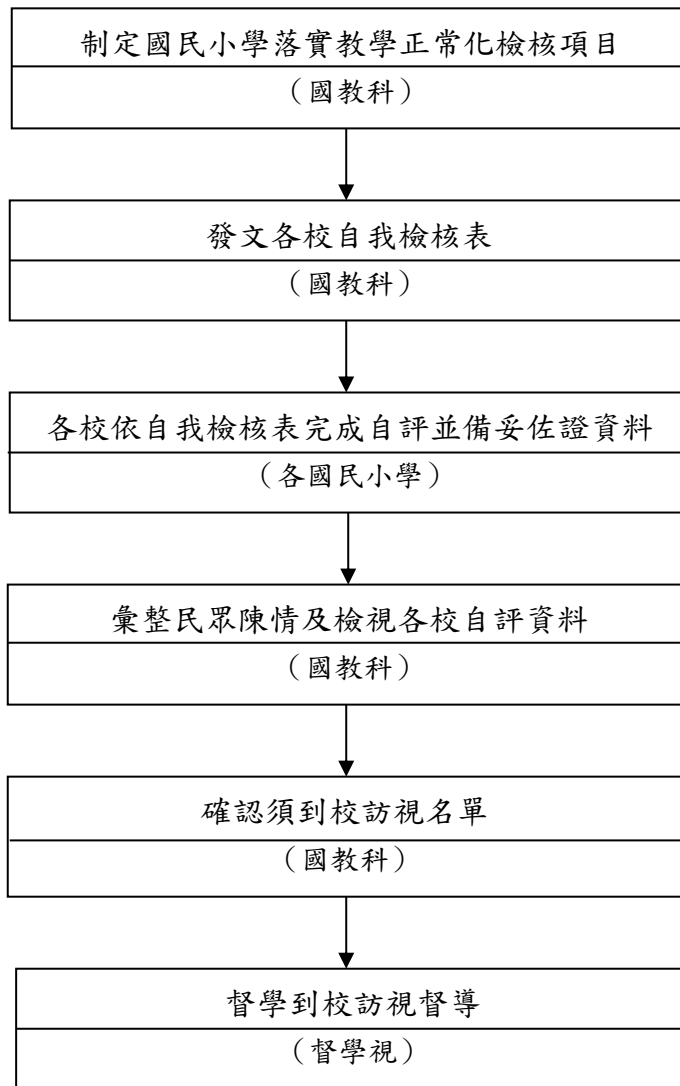 制定國民小學落實教學正常化檢核項目
（國教科）
發文各校自我檢核表
（國教科）
各校依自我檢核表完成自評並備妥佐證資料
（各國民小學）
彙整民眾陳情及檢視各校自評資料
（國教科）
確認須到校訪視名單
（國教科）
督學到校訪視督導
（督學視）